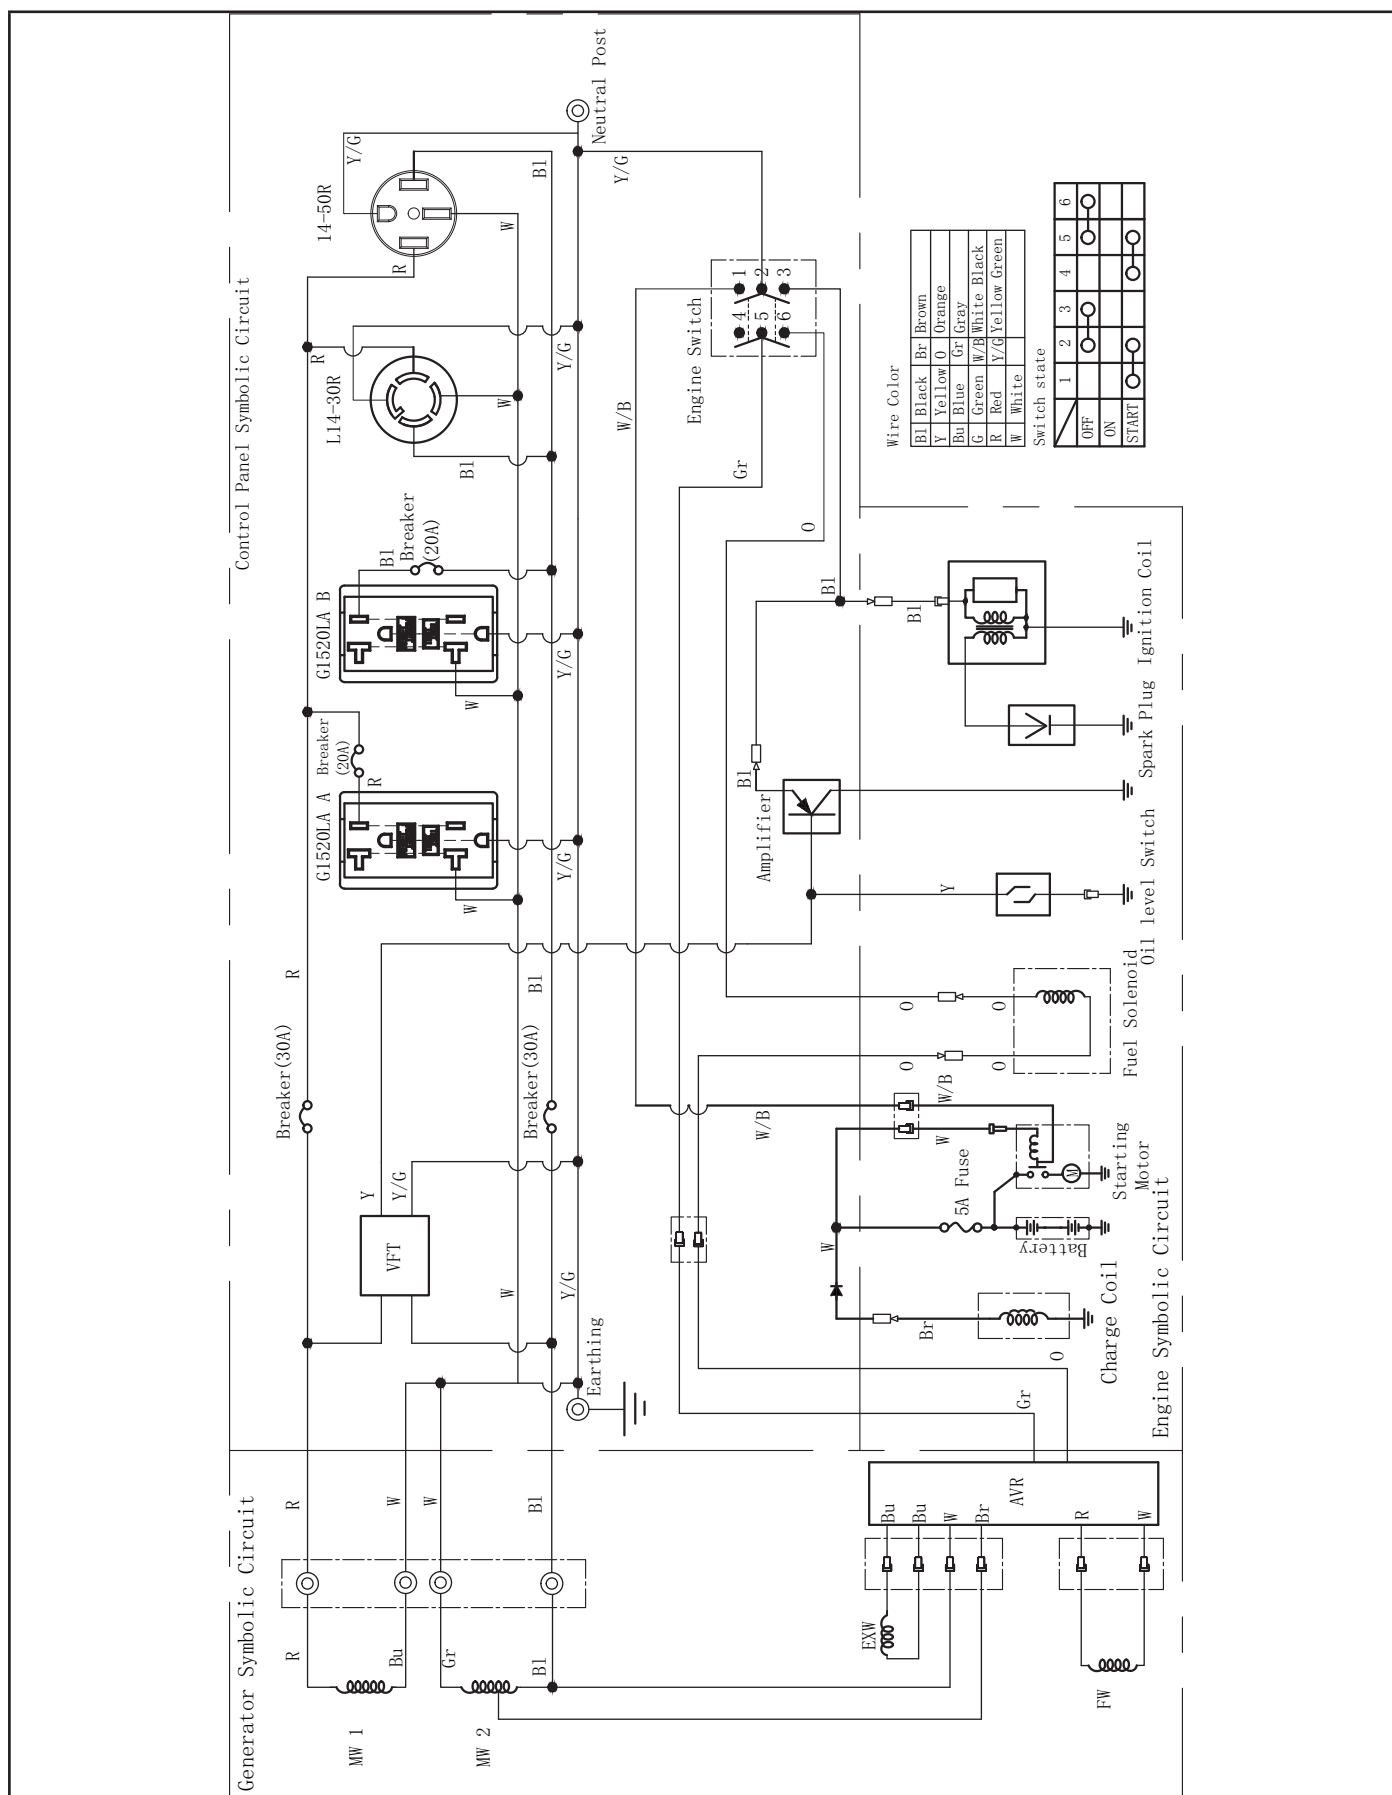 Control Panel Symbolic Circuit
Neutral Post
14-50R
Y/G
R
W
Bl
Y/G
L14-30R
R
Bl
W
Y/G
G1520LA B
Bl
Breaker
(20A)
W
Y/G
G1520LA A
Breaker
(20A)
R
W
Y/G
R
Bl
Breaker(30A)
Breaker(30A)
VFT
Y
Y/G
W
Y/G
Earthing
Engine Switch
1
2
3
4
5
6
W/B
Gr
O
Bl
Bl
Bl
Amplifier
Y
Wire Color
Bl Black Br Brown
Y Yellow O Orange
Bu Blue Gr Gray
G Green W/B White Black
R Red Y/G Yellow Green
W White
Switch state
1 2 3 4 5 6
OFF
ON
START
Ignition Coil
Spark Plug
Oil level Switch
Fuel Solenoid
O
O
O
O
W/B
W/B
W
Starting
Motor
M
5A Fuse
Battery
W
Br
Charge Coil
O
Gr
Engine Symbolic Circuit
Generator Symbolic Circuit
R
W
W
Bl
R
Bu
Gr
Bl
MW 1
MW 2
AVR
Bu
Bu
W
Br
R
W
EXW
FW